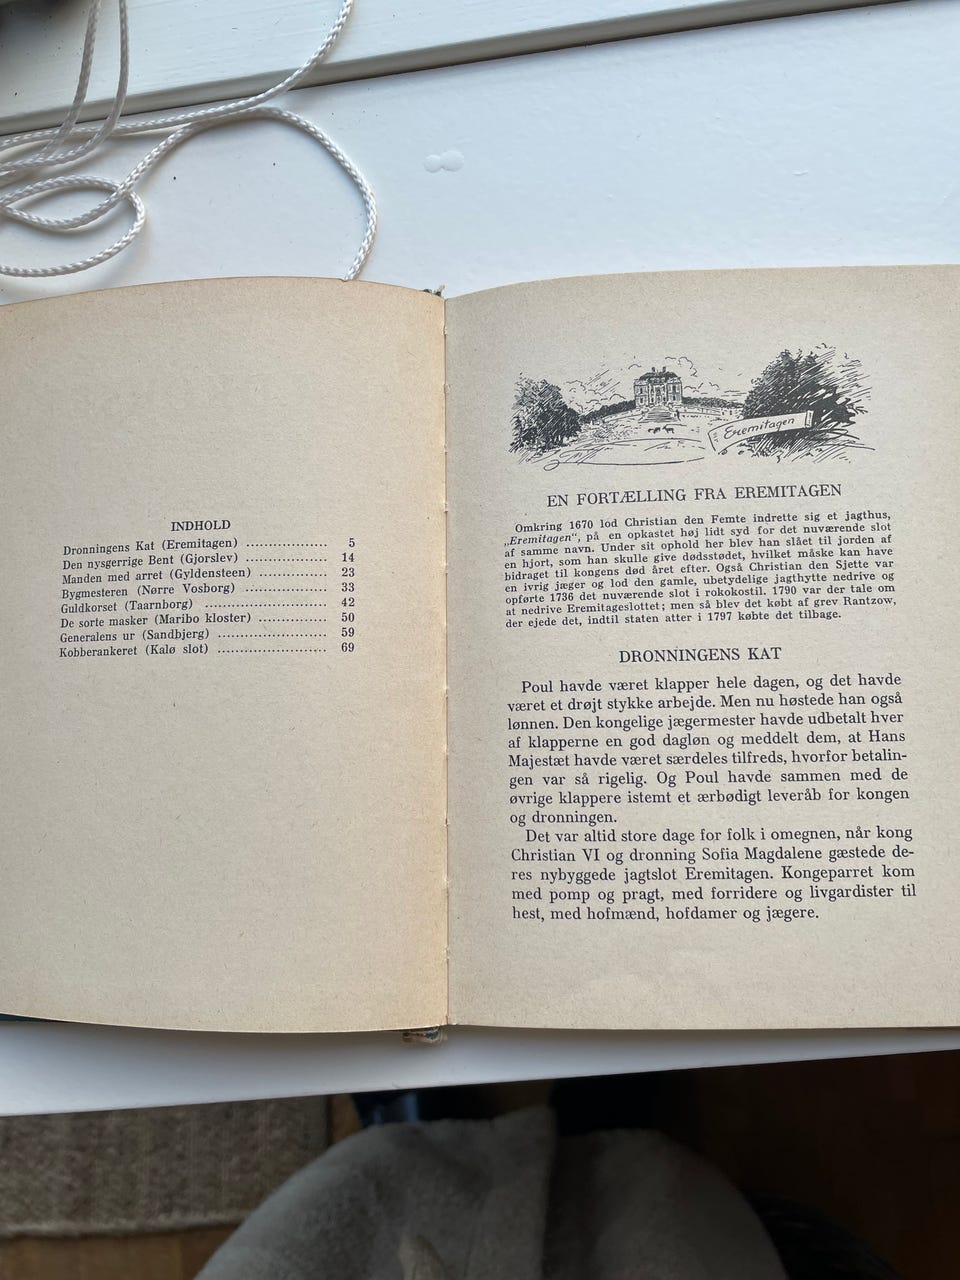 INDHOLD
Dronningens Kat (Eremitagen) .................. 5
Den nysgerrige Bent (Gjorslev) ................ 14
Manden med arret (Gyldensteen) ............... 23
Bygmesteren (Nørre Vosborg) .................. 33
Guldkorset (Taarnborg) ........................ 42
De sorte masker (Maribo kloster) ............... 50
Generalens ur (Sandbjerg) ..................... 59
Kobberankeret (Kalø slot) ........................ 69
Eremitagen
EN FORTÆLLING FRA EREMITAGEN
Omkring 1670 lod Christian den Femte indrette sig et jagthus,
„Eremitagen“, på en opkastet høj lidt syd for det nuværende slot
af samme navn. Under sit ophold her blev han slået til jorden af
en hjort, som han skulle give dødsstødet, hvilket måske kan have
bidraget til kongens død året efter. Også Christian den Sjette var
en ivrig jæger og lod den gamle, ubetydelige jagthytte nedrive og
opførte 1736 det nuværende slot i rokokostil. 1790 var der tale om
at nedrive Eremitageslottet; men så blev det købt af grev Rantzow,
der ejede det, indtil staten atter i 1797 købte det tilbage.
DRONNINGENS KAT
Poul havde været klapper hele dagen, og det havde
været et drøjt stykke arbejde. Men nu høstede han også
lønnen. Den kongelige jægermester havde udbetalt hver
af klapperne en god dagløn og meddelt dem, at Hans
Majestæt havde været særdeles tilfreds, hvorfor betalin-
gen var så rigelig. Og Poul havde sammen med de
øvrige klappere istemt et ærbødigt leveråb for kongen
og dronningen.
Det var altid store dage for folk i omegnen, når kong
Christian VI og dronning Sofia Magdalene gæstede de-
res nybyggede jagtslot Eremitagen. Kongeparret kom
med pomp og pragt, med forridere og livgardister til
hest, med hofmænd, hofdamer og jægere.